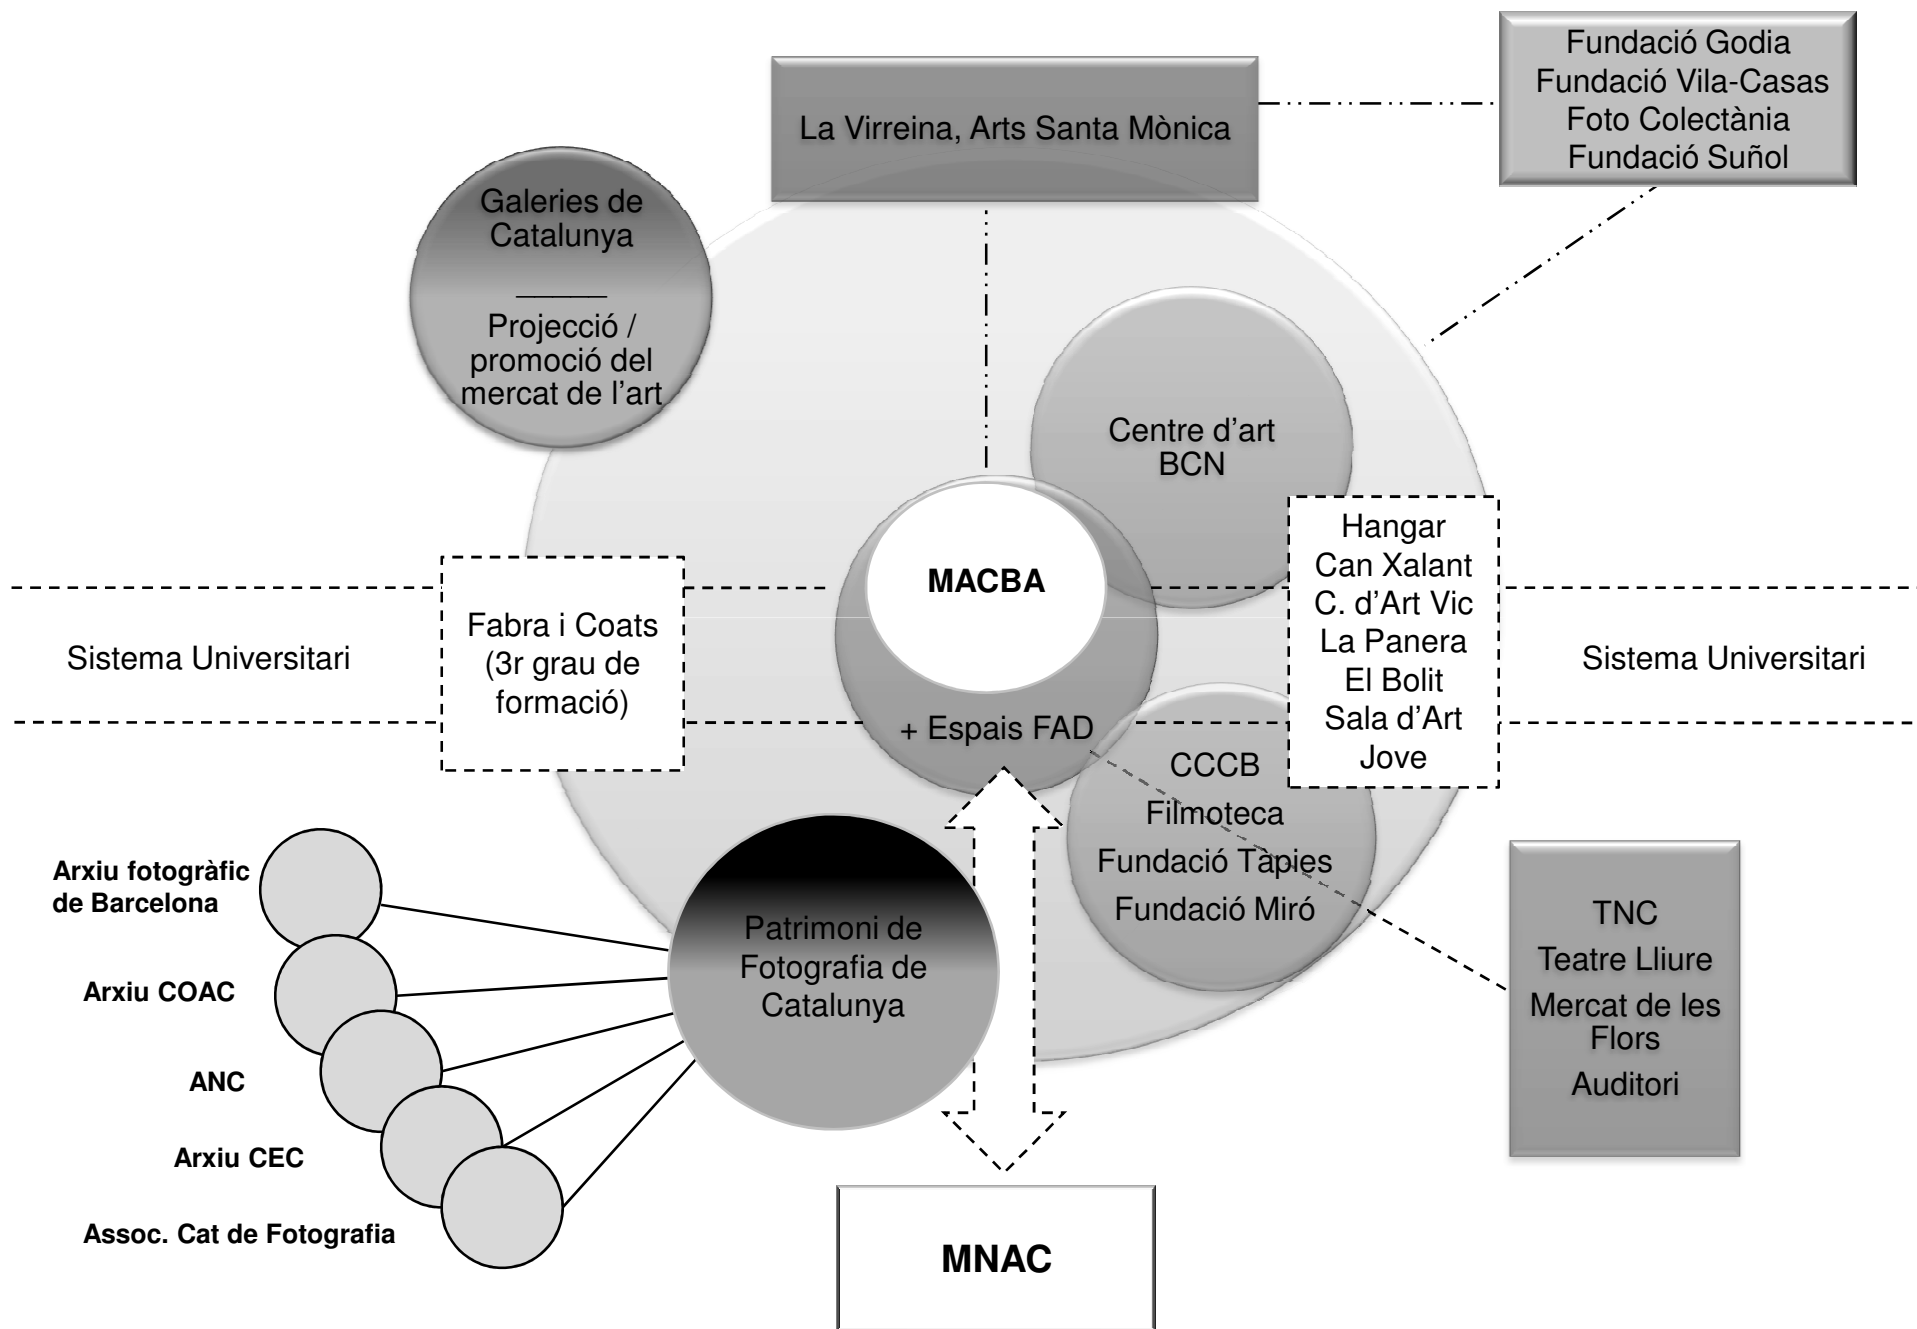 Fundació Godia
Fundació Vila-Casas
Foto Colectània
Fundació Suñol
La Virreina, Arts Santa Mònica
Galeries de
Catalunya
Projecció /
promoció del
mercat de l'art
Centre d'art
BCN
MACBA
+ Espais FAD
Hangar
Can Xalant
C. d'Art Vic
La Panera
El Bolit
Sala d'Art
Jove
Sistema Universitari
Fabra i Coats
(3r grau de
formació)
Sistema Universitari
CCCB
Filmoteca
Fundació Tàpies
Fundació Miró
Arxiu fotogràfic
de Barcelona
Arxiu COAC
ANC
Arxiu CEC
Assoc. Cat de Fotografia
Patrimoni de
Fotografia de
Catalunya
TNC
Teatre Lliure
Mercat de les
Flors
Auditori
MNAC